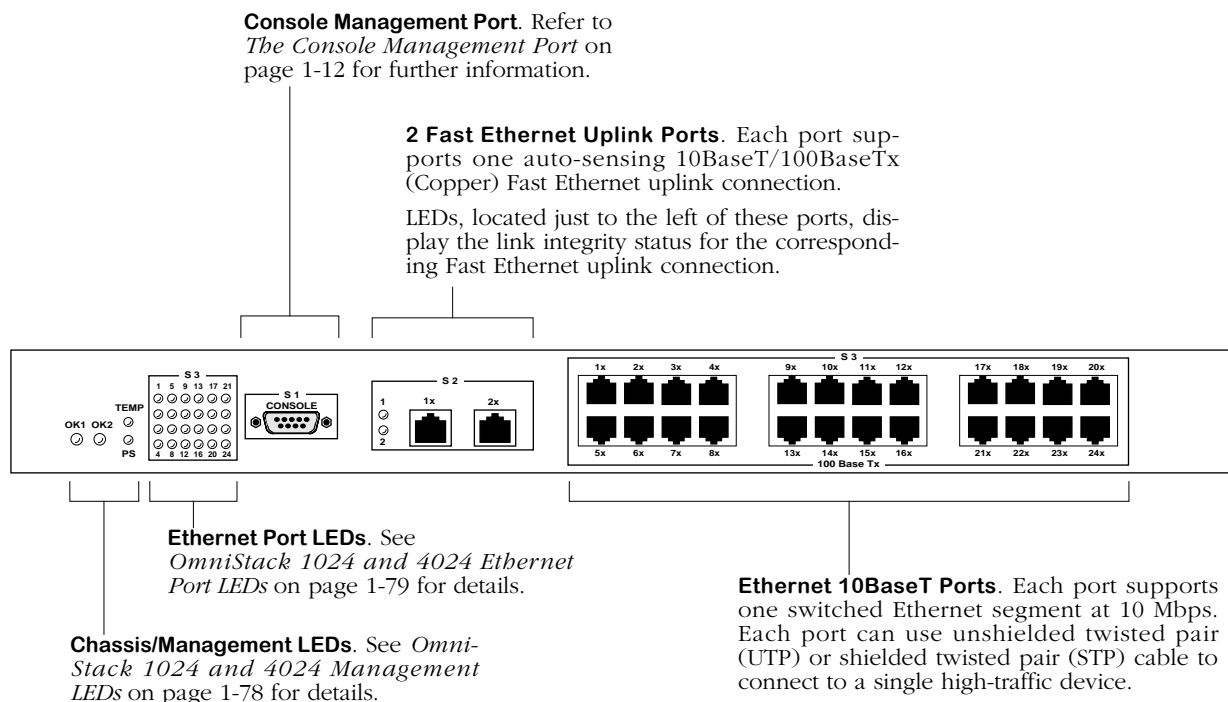 Console Management Port. Refer to
The Console Management Port on
page 1-12 for further information.
2 Fast Ethernet Uplink Ports. Each port sup-
ports one auto-sensing 10BaseT/100BaseTx
(Copper) Fast Ethernet uplink connection.
LEDs, located just to the left of these ports, dis-
play the link integrity status for the correspond-
ing Fast Ethernet uplink connection.
OK1 OK2
TEMP
PS
S 3
1 5 9 13 17 21
4 8 12 16 20 24
S 1
CONSOLE
S 2
1
2
1x 2x
S 3
1x 2x 3x 4x 9x 10x 11x 12x 17x 18x 19x 20x
5x 6x 7x 8x 13x 14x 15x 16x 21x 22x 23x 24x
100 Base Tx
Ethernet Port LEDs. See
OmniStack 1024 and 4024 Ethernet
Port LEDs on page 1-79 for details.
Chassis/Management LEDs. See Omni-
Stack 1024 and 4024 Management
LEDs on page 1-78 for details.
Ethernet 10BaseT Ports. Each port supports
one switched Ethernet segment at 10 Mbps.
Each port can use unshielded twisted pair
(UTP) or shielded twisted pair (STP) cable to
connect to a single high-traffic device.